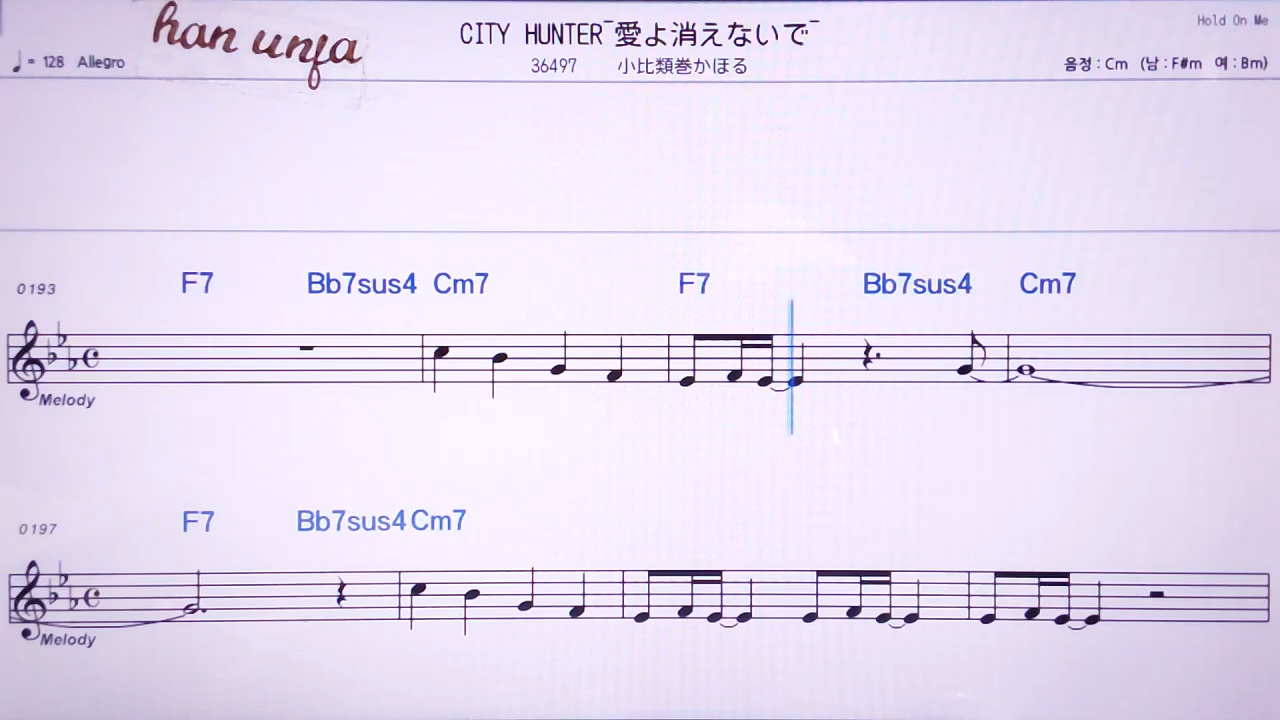 han unfa
CITY HUNTER‾愛よ消えないで‾
Hold On Me
♩= 128 Allegro
36497 小比類巻かほる
음정 : Cm (남 : F#m 여 : Bm)
0193
F7 Bb7sus4 Cm7 F7 Bb7sus4 Cm7
Melody
0197
F7 Bb7sus4 Cm7
Melody